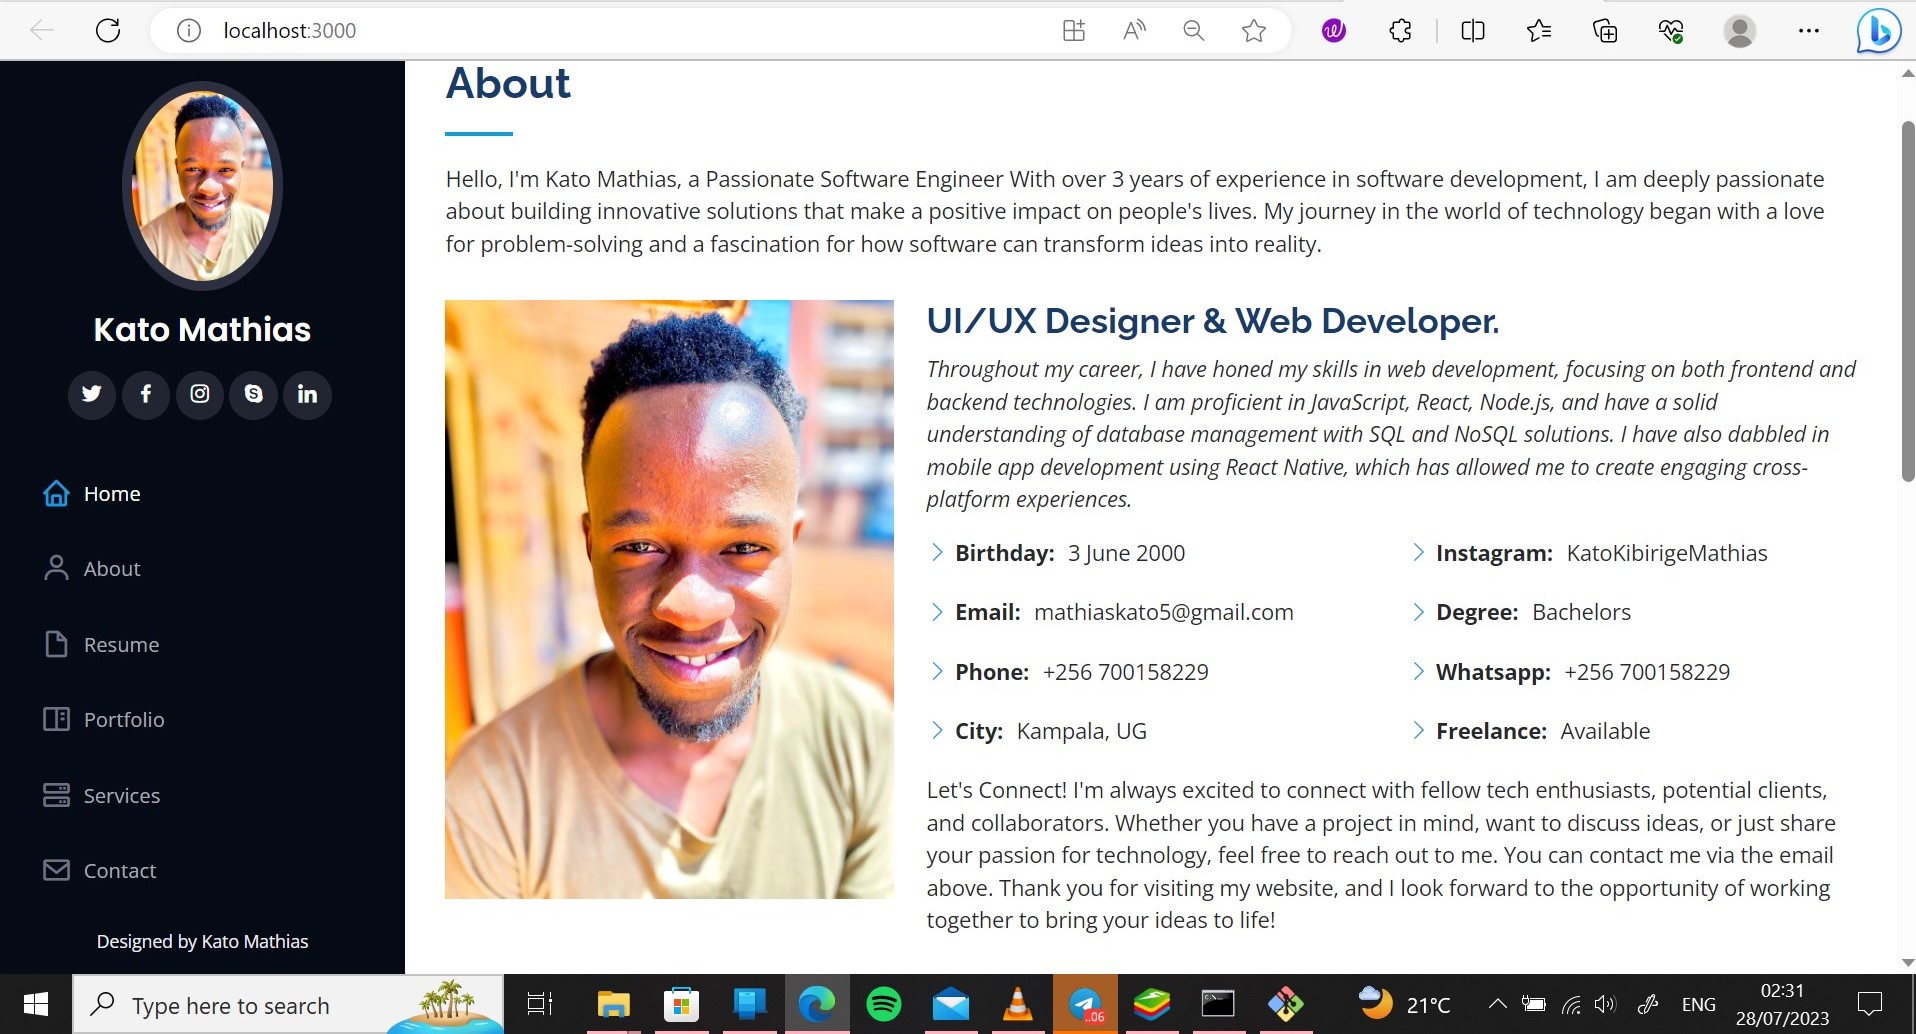 localhost:3000
Kato Mathias
Home
About
Resume
Portfolio
Services
Contact
Designed by Kato Mathias
About
Hello, I'm Kato Mathias, a Passionate Software Engineer With over 3 years of experience in software development, I am deeply passionate
about building innovative solutions that make a positive impact on people's lives. My journey in the world of technology began with a love
for problem-solving and a fascination for how software can transform ideas into reality.
UI/UX Designer & Web Developer.
Throughout my career, I have honed my skills in web development, focusing on both frontend and
backend technologies. I am proficient in JavaScript, React, Node.js, and have a solid
understanding of database management with SQL and NoSQL solutions. I have also dabbled in
mobile app development using React Native, which has allowed me to create engaging cross-
platform experiences.
Birthday: 3 June 2000
Email: mathiaskato5@gmail.com
Phone: +256 700158229
City: Kampala, UG
Instagram: KatoKibirigeMathias
Degree: Bachelors
Whatsapp: +256 700158229
Freelance: Available
Let's Connect! I'm always excited to connect with fellow tech enthusiasts, potential clients,
and collaborators. Whether you have a project in mind, want to discuss ideas, or just share
your passion for technology, feel free to reach out to me. You can contact me via the email
above. Thank you for visiting my website, and I look forward to the opportunity of working
together to bring your ideas to life!
Type here to search
..06
21°C
ENG
02:31
28/07/2023